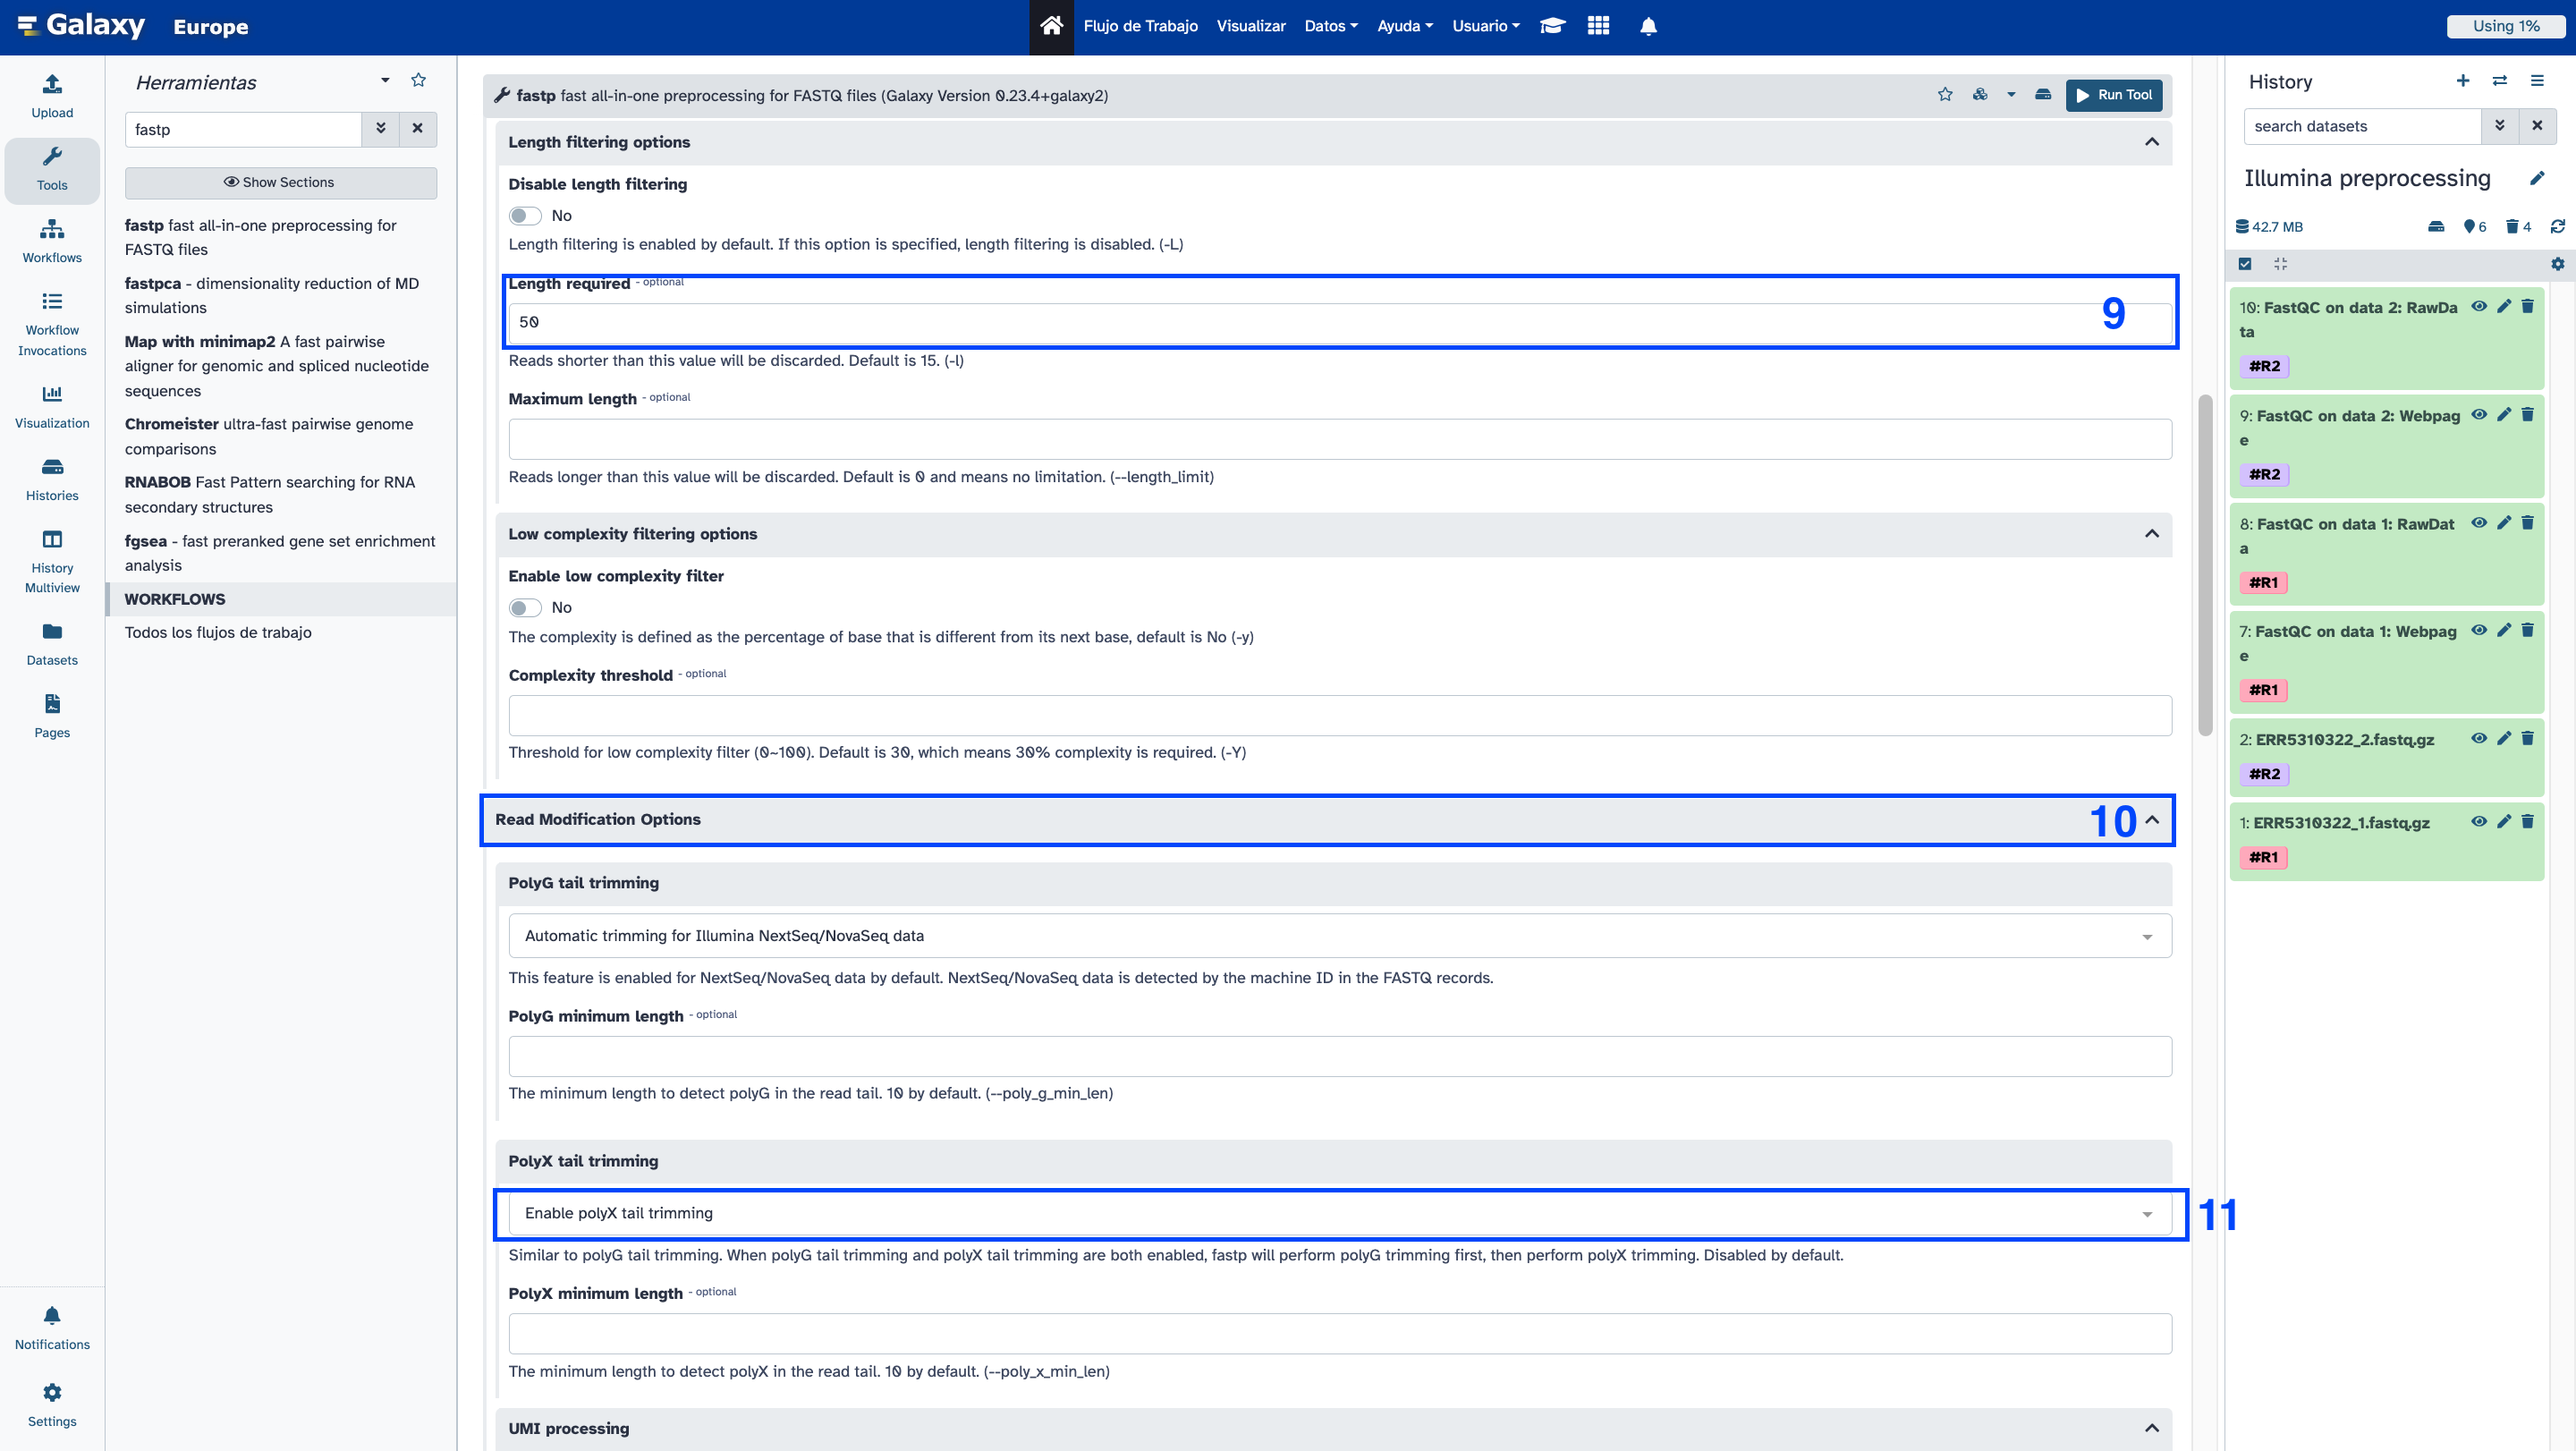 Galaxy Europe
Flujo de Trabajo Visualizar Datos Ayuda Usuario
Using 1%
Upload
Tools
Workflows
Workflow
Invocations
Visualization
Histories
History
Multiview
Datasets
Pages
Notifications
Settings
Herramientas
fastp
Show Sections
fastp fast all-in-one preprocessing for
FASTQ files
fastpca - dimensionality reduction of MD
simulations
Map with minimap2 A fast pairwise
aligner for genomic and spliced nucleotide
sequences
Chromeister ultra-fast pairwise genome
comparisons
RNABOB Fast Pattern searching for RNA
secondary structures
fgsea - fast preranked gene set enrichment
analysis
WORKFLOWS
Todos los flujos de trabajo
fastp fast all-in-one preprocessing for FASTQ files (Galaxy Version 0.23.4+galaxy2)
Run Tool
Length filtering options
Disable length filtering
No
Length filtering is enabled by default. If this option is specified, length filtering is disabled. (-L)
Length required - optional
50
9
Reads shorter than this value will be discarded. Default is 15. (-l)
Maximum length - optional
Reads longer than this value will be discarded. Default is 0 and means no limitation. (--length_limit)
Low complexity filtering options
Enable low complexity filter
No
The complexity is defined as the percentage of base that is different from its next base, default is No (-y)
Complexity threshold - optional
Threshold for low complexity filter (0~100). Default is 30, which means 30% complexity is required. (-Y)
Read Modification Options
10
PolyG tail trimming
Automatic trimming for Illumina NextSeq/NovaSeq data
This feature is enabled for NextSeq/NovaSeq data by default. NextSeq/NovaSeq data is detected by the machine ID in the FASTQ records.
PolyG minimum length - optional
The minimum length to detect polyG in the read tail. 10 by default. (--poly_g_min_len)
PolyX tail trimming
Enable polyX tail trimming
11
Similar to polyG tail trimming. When polyG tail trimming and polyX tail trimming are both enabled, fastp will perform polyG trimming first, then perform polyX trimming. Disabled by default.
PolyX minimum length - optional
The minimum length to detect polyX in the read tail. 10 by default. (--poly_x_min_len)
UMI processing
History
search datasets
Illumina preprocessing
42.7 MB
6
4
10: FastQC on data 2: RawDa
ta
#R2
9: FastQC on data 2: Webpag
e
#R2
8: FastQC on data 1: RawDat
a
#R1
7: FastQC on data 1: Webpag
e
#R1
2: ERR5310322_2.fastq.gz
#R2
1: ERR5310322_1.fastq.gz
#R1